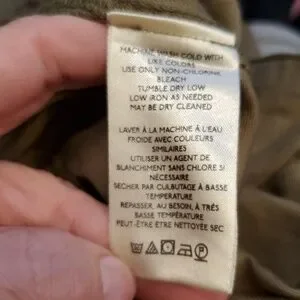 MACHINE WASH COLD WITH
LIKE COLORS
USE ONLY NON-CHLORINE
BLEACH
TUMBLE DRY LOW
LOW IRON AS NEEDED
MAY BE DRY CLEANED
LAVER À LA MACHINE À L'EAU
FROIDE AVEC COULEURS
SIMILAIRES
UTILISER UN AGENT DE
BLANCHIMENT SANS CHLORE SI
NÉCESSAIRE
SÉCHER PAR CULBUTAGE À BASSE
TEMPÉRATURE
REPASSER, AU BESOIN, À TRÈS
BASSE TEMPÉRATURE
PEUT-ÊTRE ÊTRE NETTOYÉE SEC